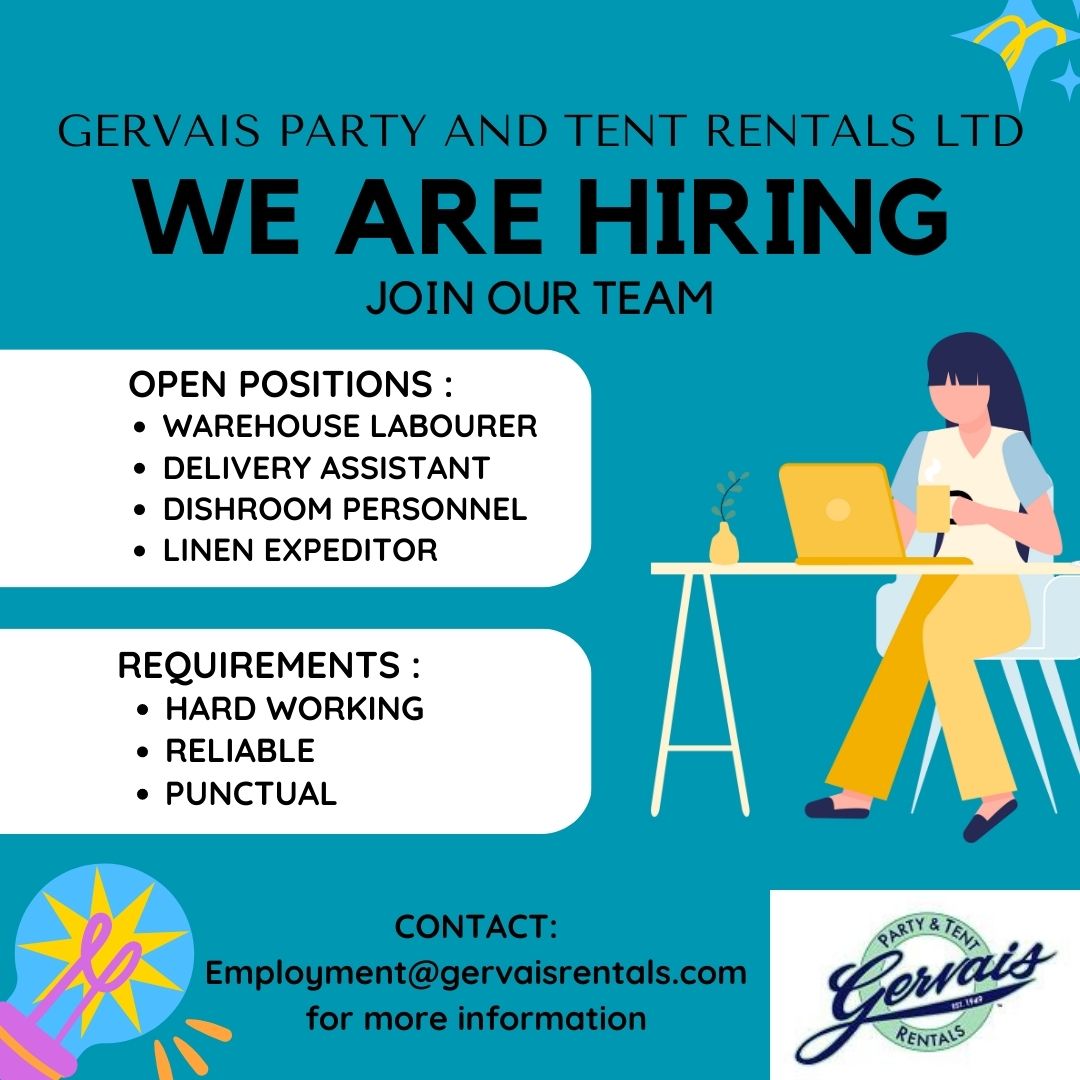 GERVAIS PARTY AND TENT RENTALS LTD
WE ARE HIRING
JOIN OUR TEAM
OPEN POSITIONS :
• WAREHOUSE LABOURER
• DELIVERY ASSISTANT
• DISHROOM PERSONNEL
• LINEN EXPEDITOR
REQUIREMENTS :
• HARD WORKING
• RELIABLE
• PUNCTUAL
CONTACT:
Employment@gervaisrentals.com
for more information
PARTY & TENT
Gervais
EST. 1949
RENTALS